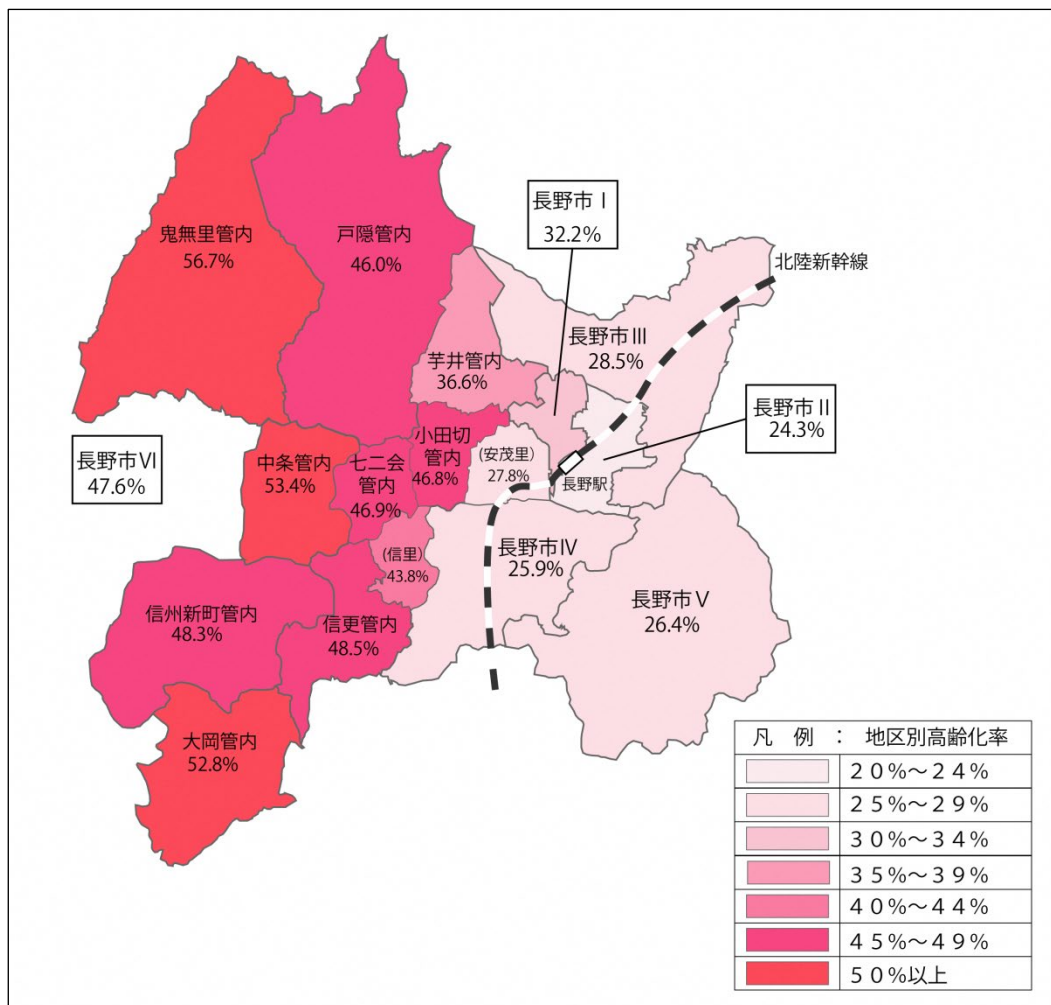 長野市Ⅰ
32.2%
北陸新幹線
鬼無里管内
56.7%
戸隠管内
46.0%
長野市Ⅲ
28.5%
芋井管内
36.6%
長野市Ⅱ
24.3%
長野市Ⅵ
47.6%
中条管内
53.4%
七二会
管内
46.9%
小田切
管内
46.8%
(安茂里)
27.8%
長野駅
(信里)
43.8%
長野市Ⅳ
25.9%
長野市Ⅴ
26.4%
信州新町管内
48.3%
信更管内
48.5%
大岡管内
52.8%
凡 例 : 地区別高齢化率
20%～24%
25%～29%
30%～34%
35%～39%
40%～44%
45%～49%
50%以上